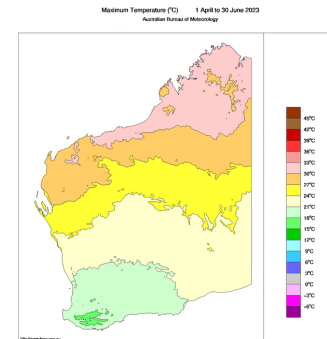 Maximum Temperature (°C) 1 April to 30 June 2023
Australian Bureau of Meteorology
45°C
42°C
39°C
36°C
33°C
30°C
27°C
24°C
21°C
18°C
15°C
12°C
9°C
6°C
3°C
0°C
-3°C
-6°C